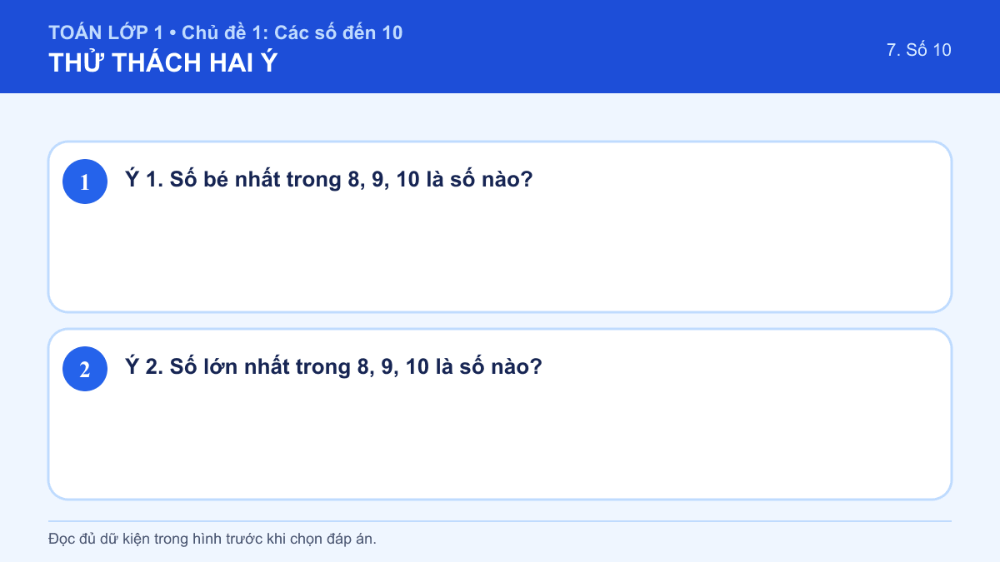 TOÁN LỚP 1 • Chủ đề 1: Các số đến 10
THỬ THÁCH HAI Ý
7. Số 10
1
Ý 1. Số bé nhất trong 8, 9, 10 là số nào?
2
Ý 2. Số lớn nhất trong 8, 9, 10 là số nào?
Đọc đủ dữ kiện trong hình trước khi chọn đáp án.